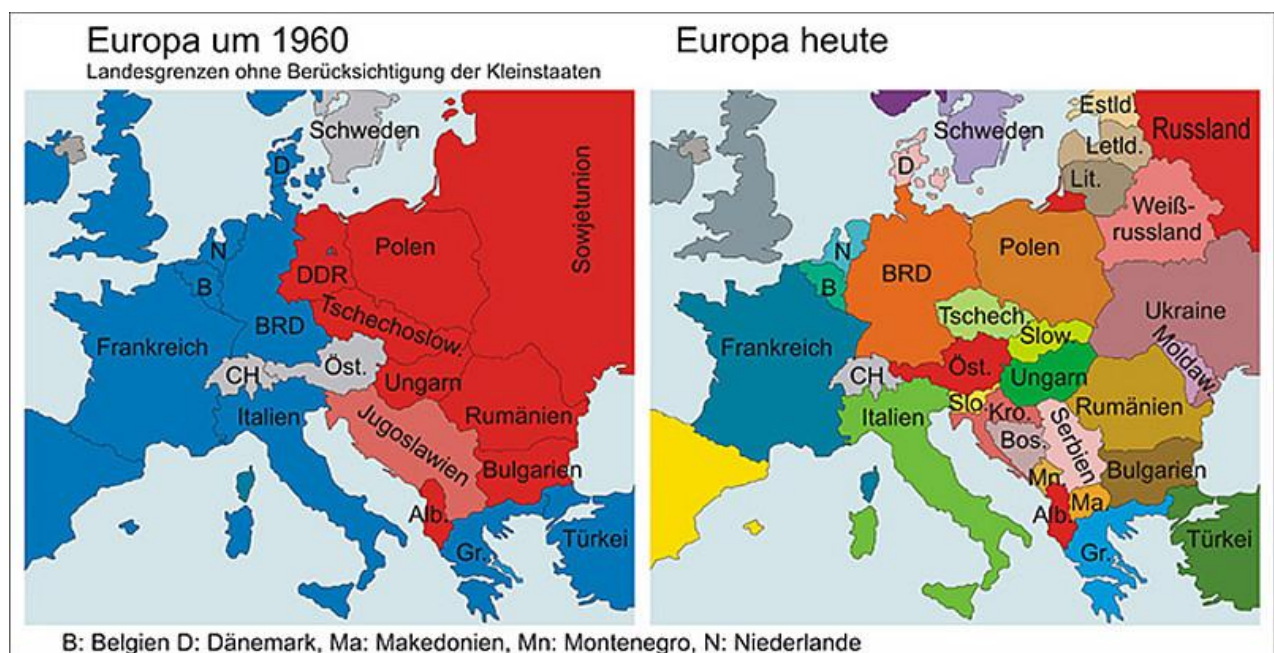 Europa um 1960
Landesgrenzen ohne Berücksichtigung der Kleinstaaten
Schweden
D
Sowjetunion
N
Polen
DDR
B
Tschechoslow.
BRD
Frankreich
Öst.
CH
Ungarn
Italien
Rumänien
Jugoslawien
Bulgarien
Alb.
Gr.
Türkei
Europa heute
Estld.
Schweden
Russland
Letld.
D
Lit.
Weiß-
russland
N
Polen
BRD
B
Ukraine
Tschech.
Slow.
Frankreich
Moldaw.
Öst.
CH
Ungarn
Slo.
Italien
Kro.
Rumänien
Bos.
Serbien
Mn.
Bulgarien
Ma.
Alb.
Gr.
Türkei
B: Belgien D: Dänemark, Ma: Makedonien, Mn: Montenegro, N: Niederlande